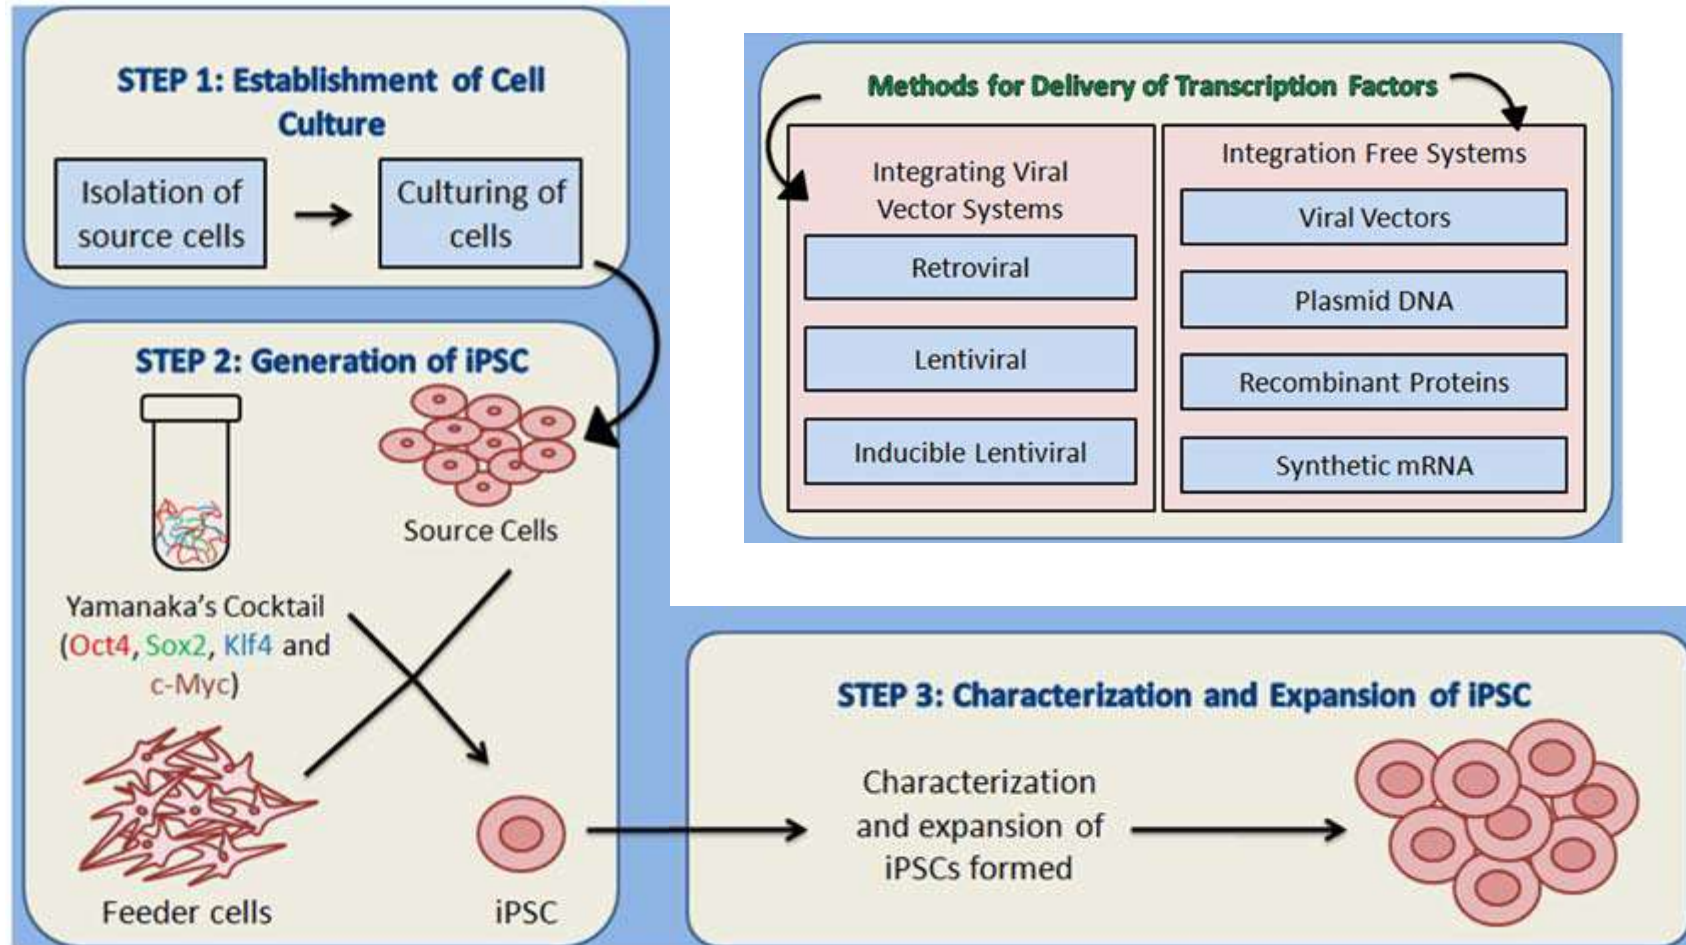 STEP 1: Establishment of Cell
Culture
Isolation of
source cells
Culturing of
cells
STEP 2: Generation of iPSC
Source Cells
Yamanaka's Cocktail
(Oct4, Sox2, Klf4 and
c-Myc)
Feeder cells
iPSC
Methods for Delivery of Transcription Factors
Integrating Viral
Vector Systems
Retroviral
Lentiviral
Inducible Lentiviral
Integration Free Systems
Viral Vectors
Plasmid DNA
Recombinant Proteins
Synthetic mRNA
STEP 3: Characterization and Expansion of iPSC
Characterization
and expansion of
iPSCs formed